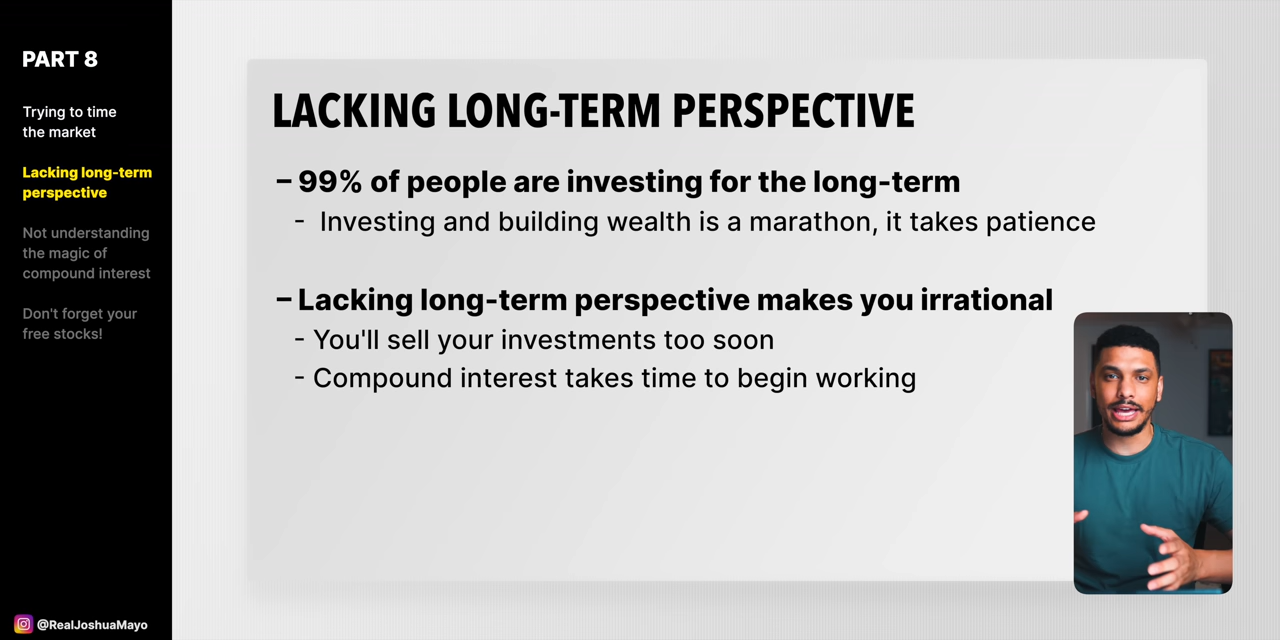 PART 8
Trying to time
the market
Lacking long-term
perspective
Not understanding
the magic of
compound interest
Don't forget your
free stocks!
@RealJoshuaMayo
LACKING LONG-TERM PERSPECTIVE
– 99% of people are investing for the long-term
- Investing and building wealth is a marathon, it takes patience
– Lacking long-term perspective makes you irrational
- You'll sell your investments too soon
- Compound interest takes time to begin working